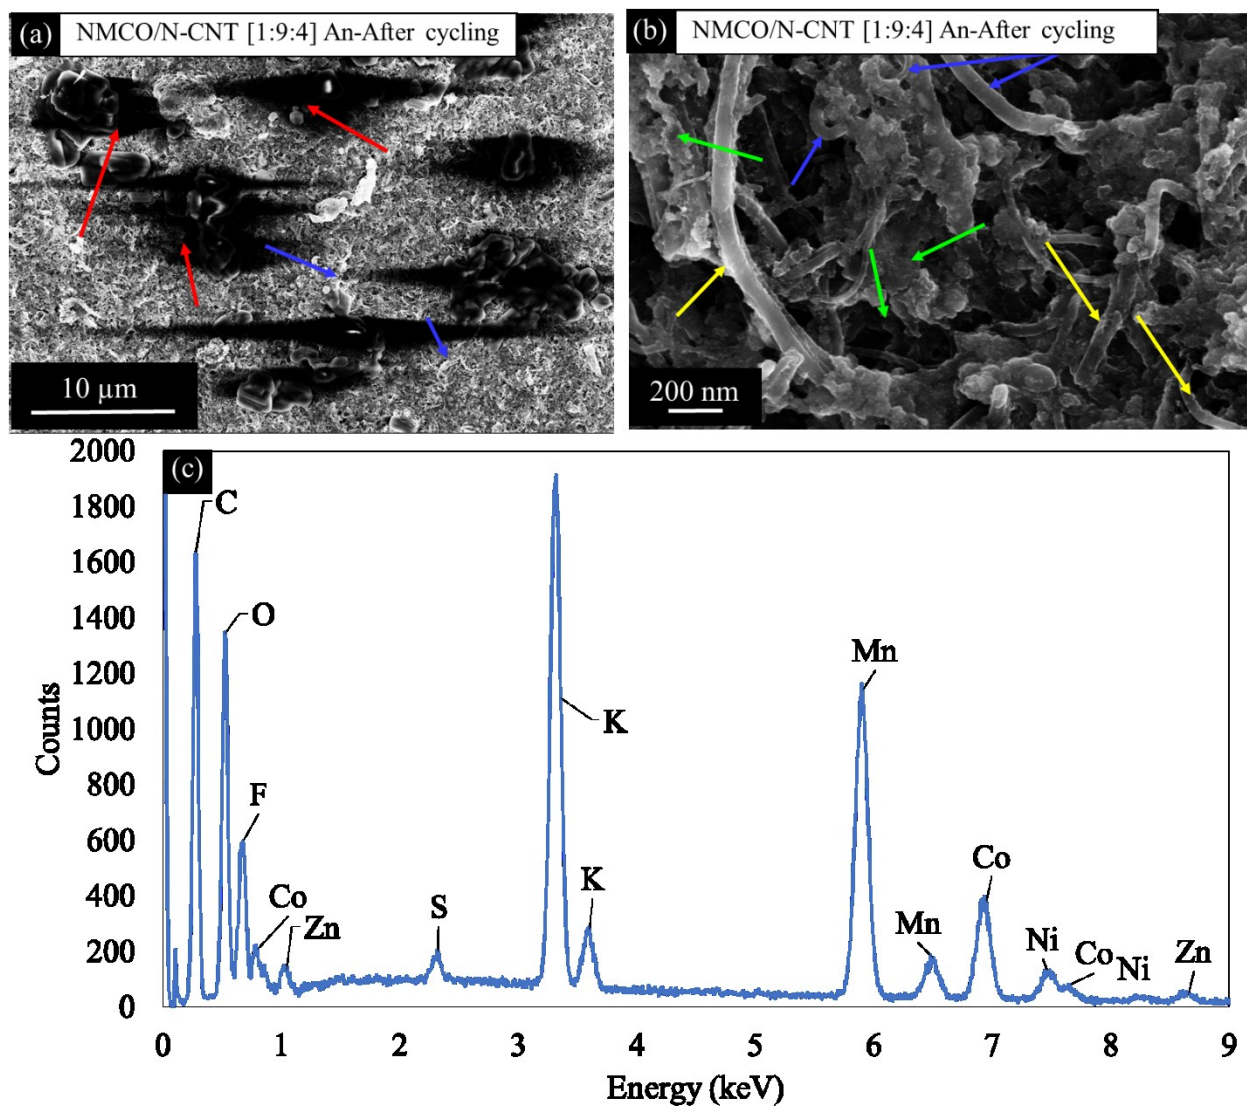 (a) NMCO/N-CNT [1:9:4] An-After cycling
10 µm
(b) NMCO/N-CNT [1:9:4] An-After cycling
200 nm
(c)
2000
1800
1600
1400
1200
1000
800
600
400
200
0
Counts
C
O
F
Co
Zn
S
K
K
Mn
Mn
Co
Ni
Co
Ni
Zn
0 1 2 3 4 5 6 7 8 9
Energy (keV)